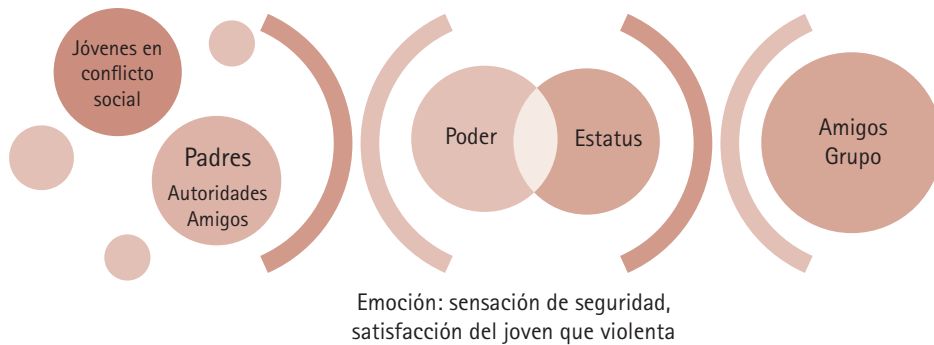 Jóvenes en
conflicto
social
Padres
Autoridades
Amigos
Poder
Estatus
Amigos
Grupo
Emoción: sensación de seguridad,
satisfacción del joven que violenta